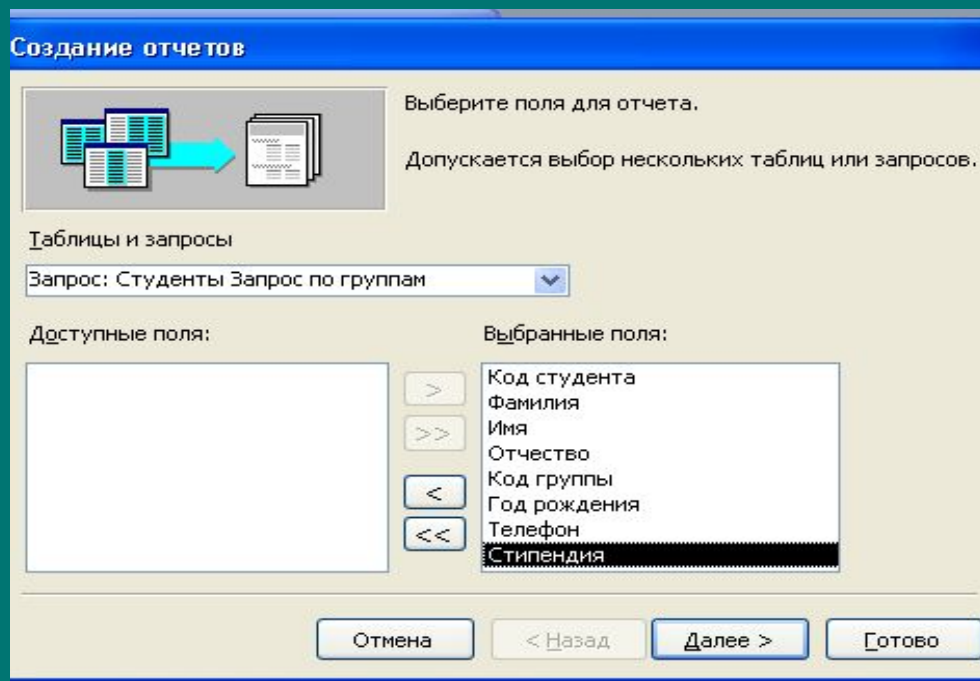 Создание отчетов
Выберите поля для отчета.
Допускается выбор нескольких таблиц или запросов.
Таблицы и запросы
Запрос: Студенты Запрос по группам
Доступные поля:
Выбранные поля:
Код студента
Фамилия
Имя
Отчество
Код группы
Год рождения
Телефон
Стипендия
>
>>
<
<<
Отмена
< Назад
Далее >
Готово